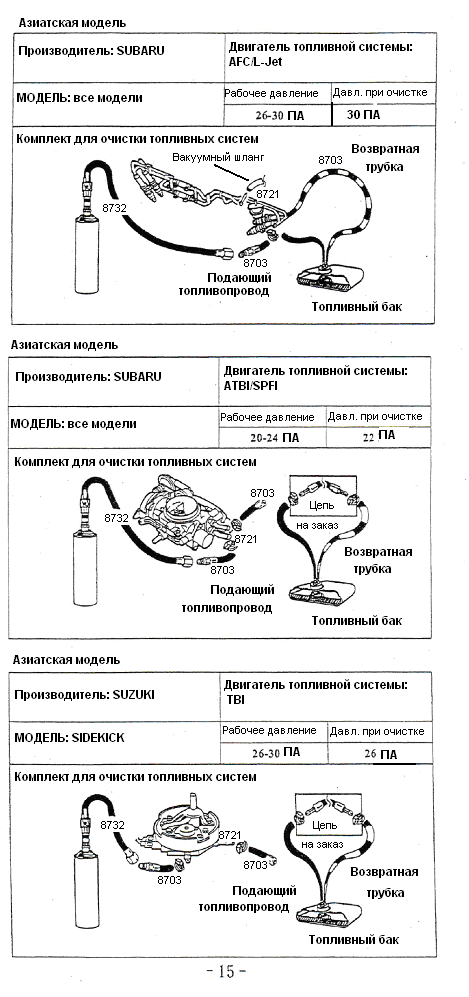 Азиатская модель
Производитель: SUBARU
Двигатель топливной системы:
AFC/L-Jet
МОДЕЛЬ: все модели
Рабочее давление
Давл. при очистке
26-30 ПА
30 ПА
Комплект для очистки топливных систем
Вакуумный шланг
8703
Возвратная
трубка
8721
8732
8703
Подающий
топливопровод
Топливный бак
Азиатская модель
Производитель: SUBARU
Двигатель топливной системы:
ATBI/SPFI
МОДЕЛЬ: все модели
Рабочее давление
Давл. при очистке
20-24 ПА
22 ПА
Комплект для очистки топливных систем
8703
Цепь
8732
8721
на заказ
8703
Возвратная
трубка
Подающий
топливопровод
Топливный бак
Азиатская модель
Производитель: SUZUKI
Двигатель топливной системы:
TBI
МОДЕЛЬ: SIDEKICK
Рабочее давление
Давл. при очистке
26-30 ПА
26 ПА
Комплект для очистки топливных систем
8732
8721
Цепь
на заказ
8703
8703
Возвратная
трубка
Подающий
топливопровод
Топливный бак
- 15 -